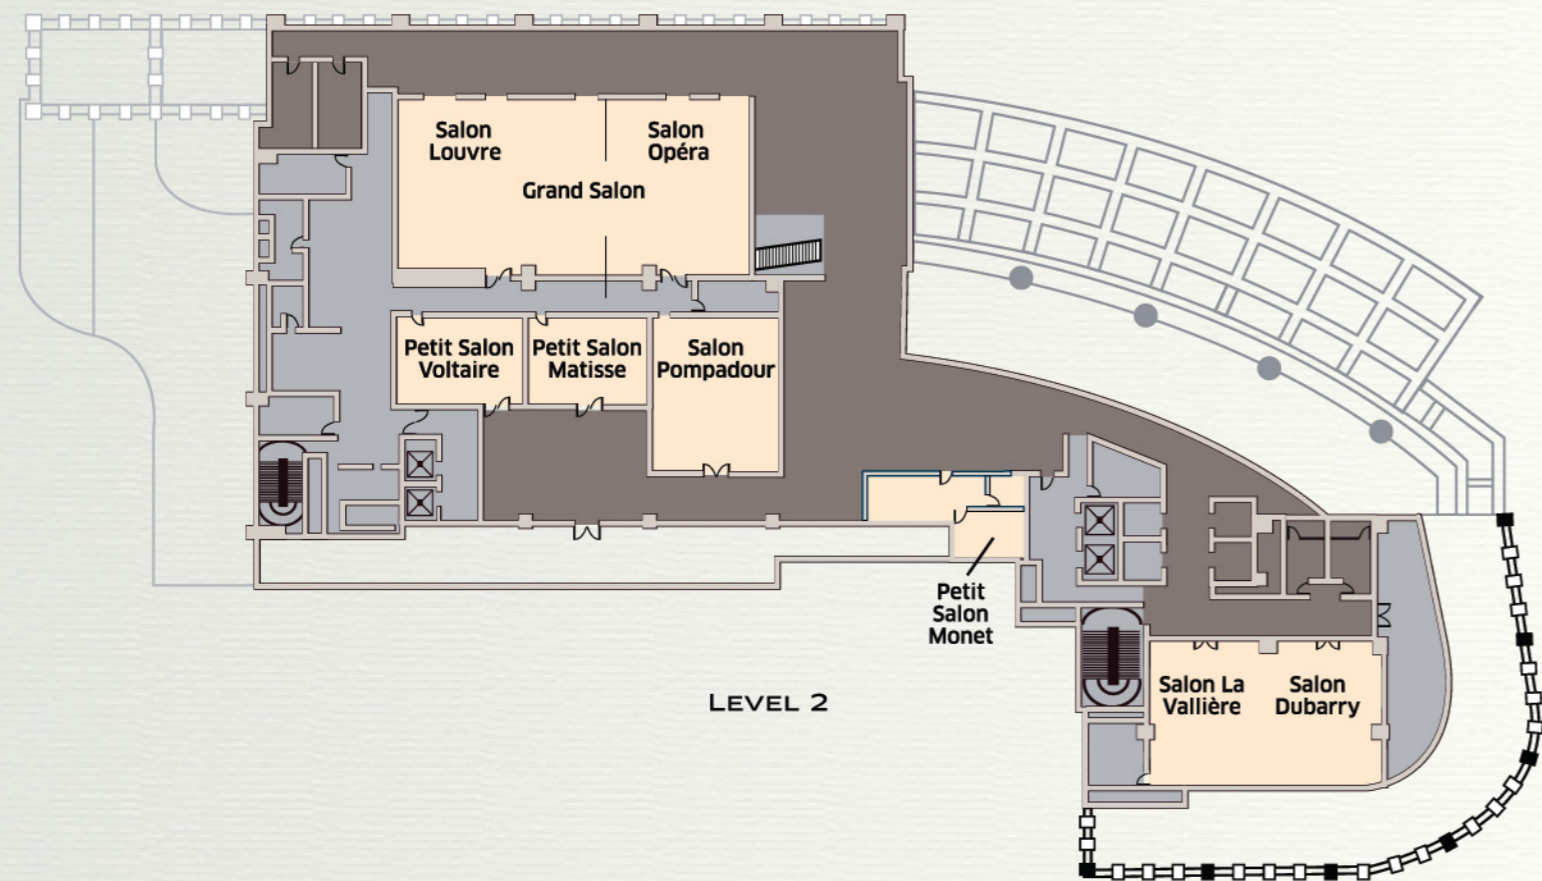 Salon
Louvre
Salon
Opéra
Grand Salon
Petit Salon
Voltaire
Petit Salon
Matisse
Salon
Pompadour
Petit
Salon
Monet
Salon La
Vallière
Salon
Dubarry
LEVEL 2